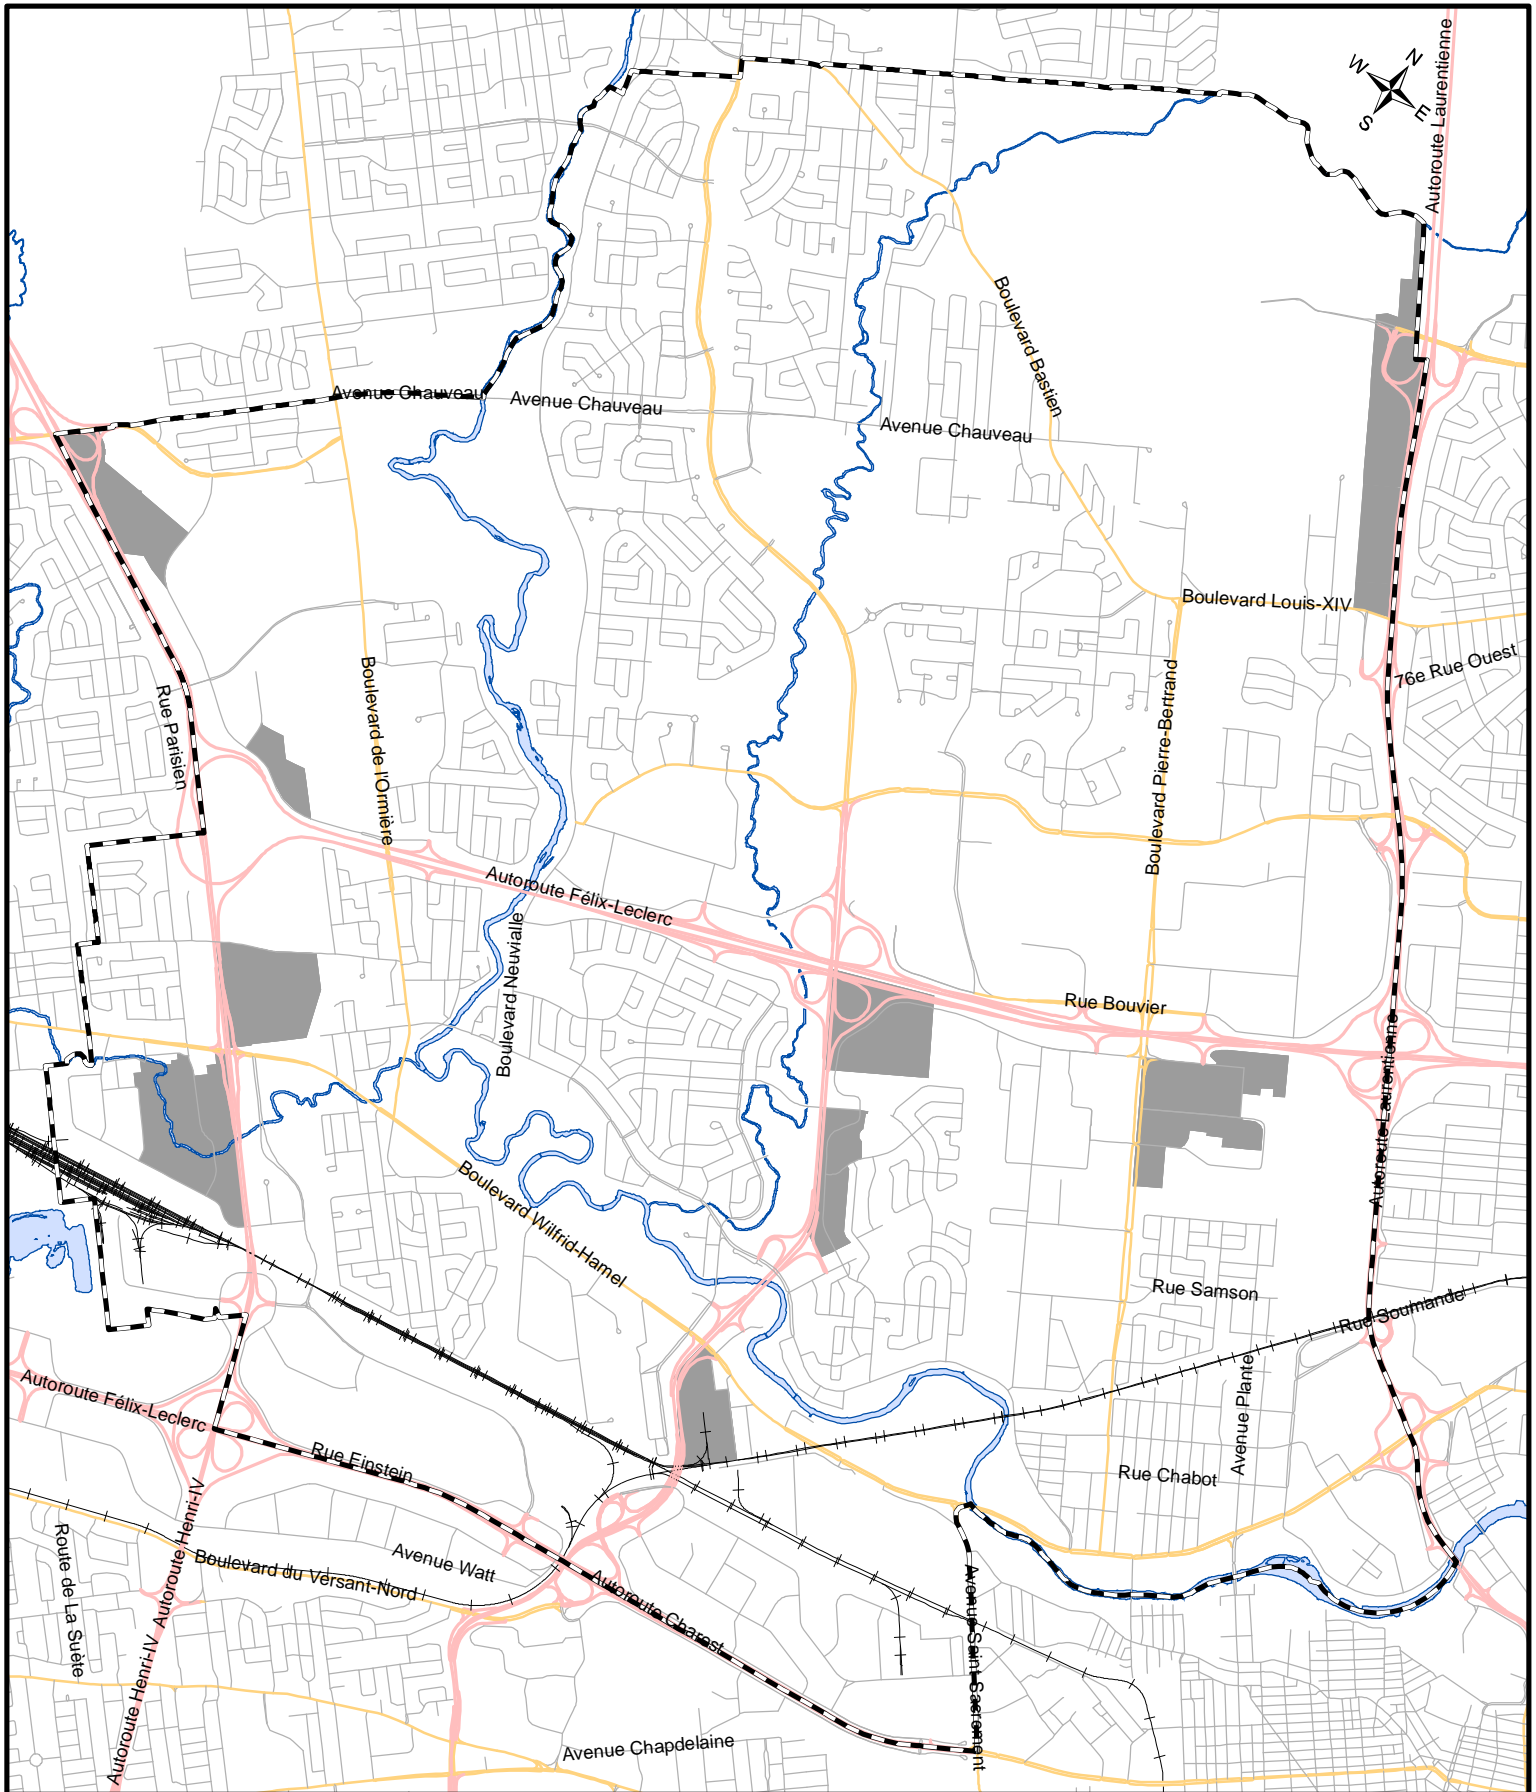 Autoroute Laurentienne
W
N
S
E
Boulevard Bastien
Avenue Chauveau
Avenue Chauveau
Avenue Chauveau
Boulevard Louis-XIV
76e Rue Ouest
Rue Parisien
Boulevard de l'Ormière
Boulevard Pierre-Bertrand
Autoroute Félix-Leclerc
Boulevard Neuvialle
Rue Bouvier
Autoroute Laurentienne
Boulevard Wilfrid-Hamel
Rue Samson
Rue Soumande
Autoroute Félix-Leclerc
Rue Einstein
Avenue Plante
Rue Chabot
Autoroute Henri-IV
Route de La Suète
Boulevard du Versant-Nord
Avenue Watt
Autoroute Charest
Avenue Saint-Sacrement
Autoroute Henri-IV
Avenue Chapdelaine